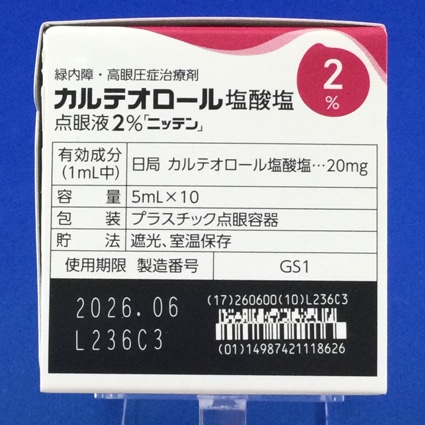 緑内障・高眼圧症治療剤
2
%
カルテオロール塩酸塩
点眼液2%「ニッテン」
有効成分 日局 カルテオロール塩酸塩…20mg
(1mL中)
容量 5mL×10
包装 プラスチック点眼容器
貯法 遮光、室温保存
使用期限 製造番号 GS1
2026.06 (17)260600(10)L236C3
L236C3 (01)14987421118626